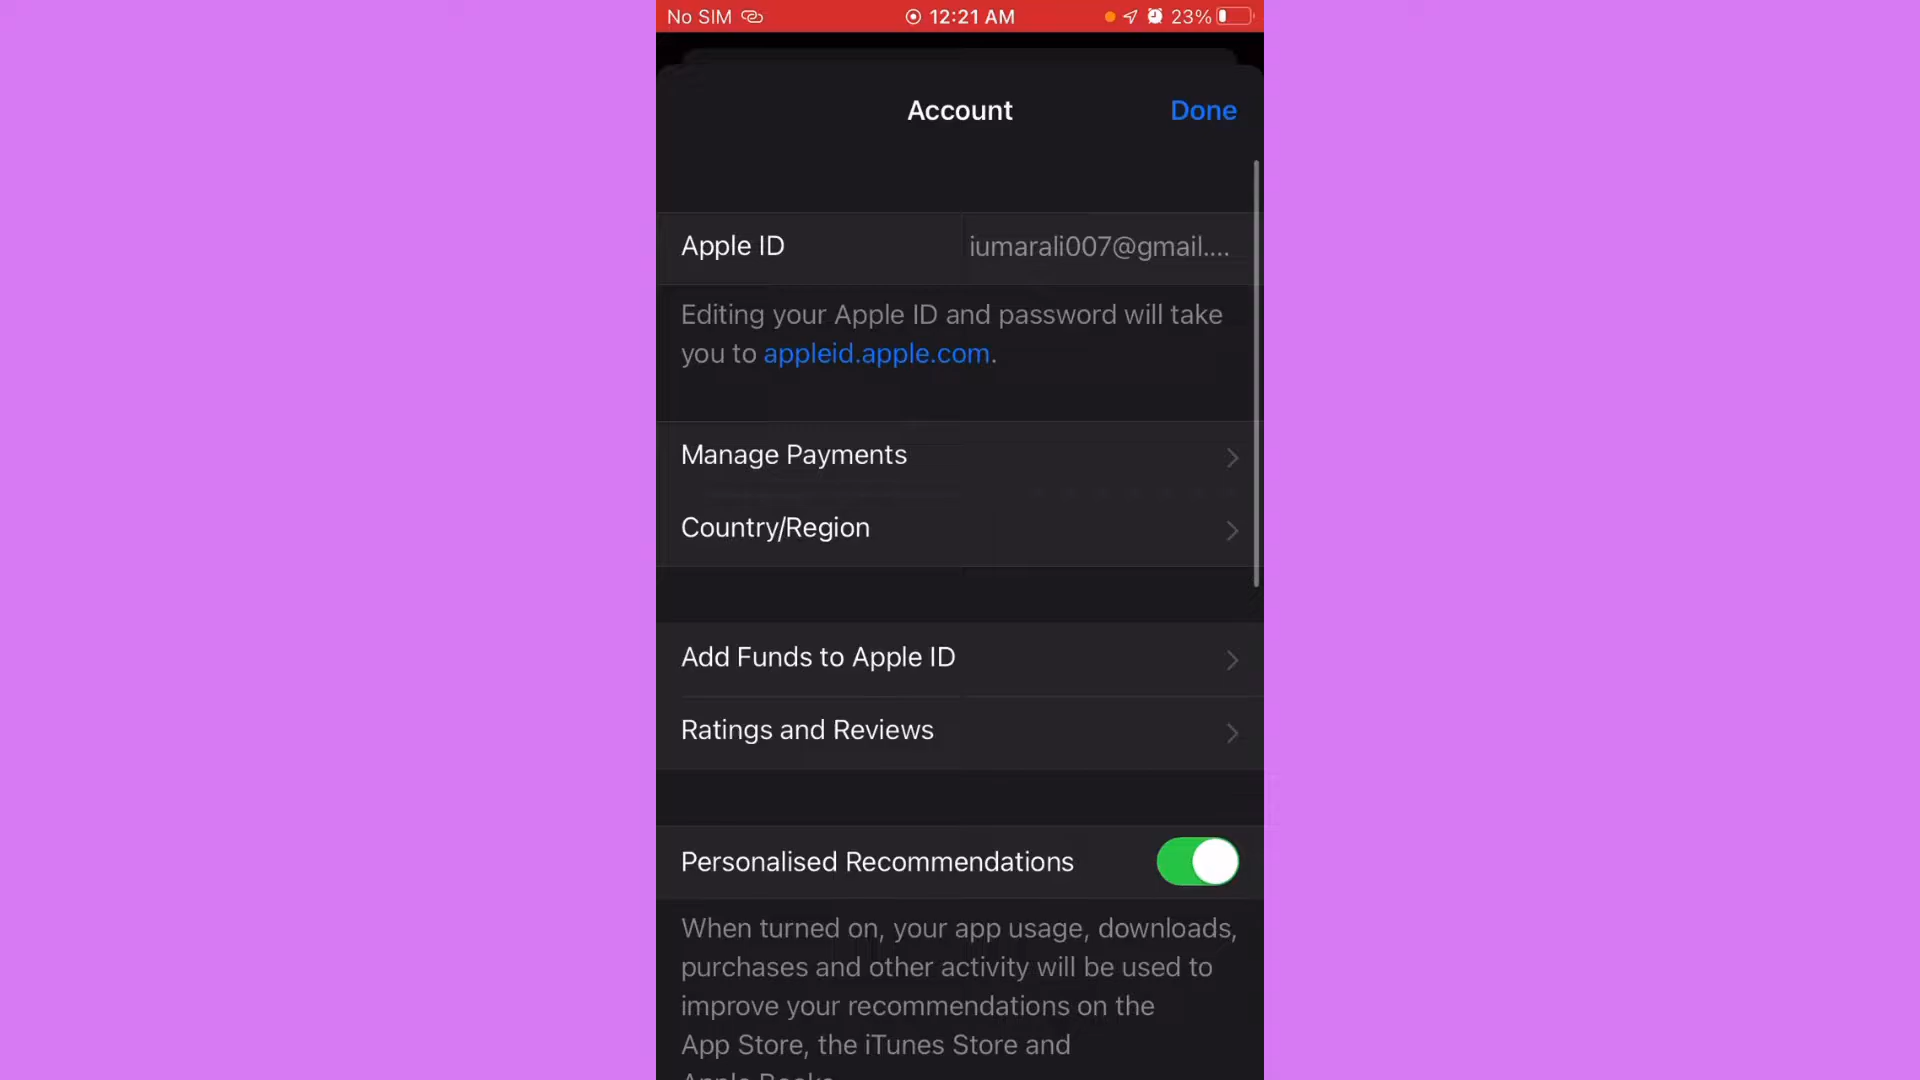 No SIM 12:21 AM 23%
Account Done
Apple ID iumarali007@gmail....
Editing your Apple ID and password will take
you to appleid.apple.com.
Manage Payments
Country/Region
Add Funds to Apple ID
Ratings and Reviews
Personalised Recommendations
When turned on, your app usage, downloads,
purchases and other activity will be used to
improve your recommendations on the
App Store, the iTunes Store and